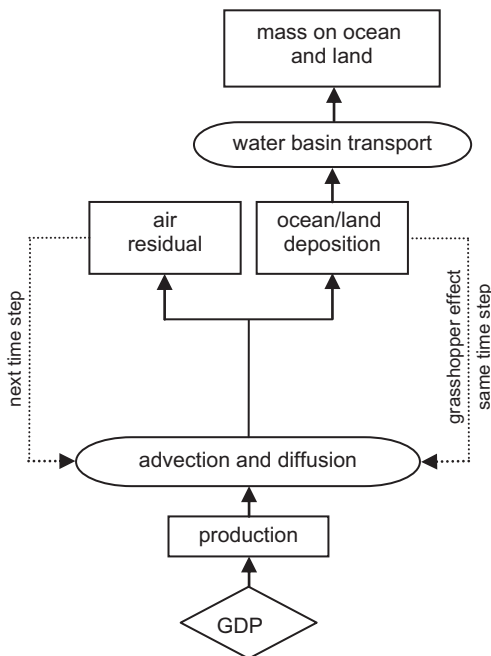 mass on ocean
and land
water basin transport
air
residual
ocean/land
deposition
next time step
grasshopper effect
same time step
advection and diffusion
production
GDP